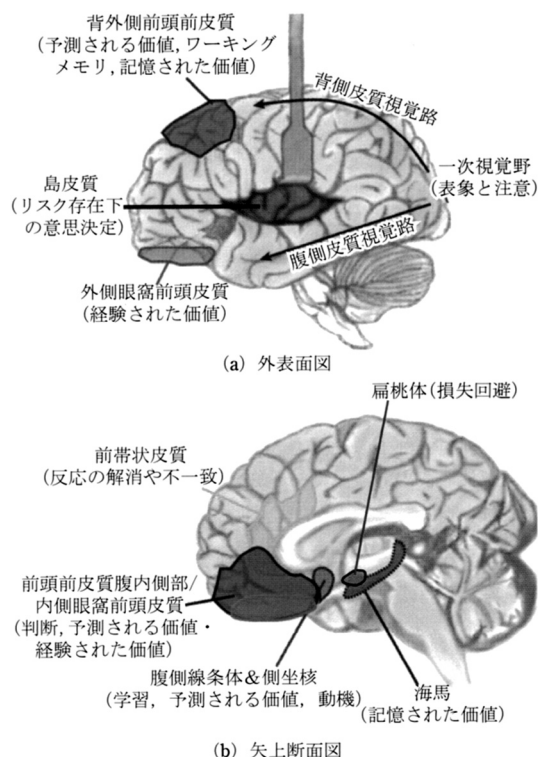 背外側前頭前皮質
(予測される価値,ワーキング
メモリ,記憶された価値)
背側皮質視覚路
一次視覚野
(表象と注意)
島皮質
(リスク存在下
の意思決定)
腹側皮質視覚路
外側眼窩前頭皮質
(経験された価値)
(a) 外表面図
扁桃体(損失回避)
前帯状皮質
(反応の解消や不一致)
前頭前皮質腹内側部/
内側眼窩前頭皮質
(判断,予測される価値・
経験された価値)
腹側線条体&側坐核
(学習, 予測される価値, 動機)
海馬
(記憶された価値)
(b) 矢上断面図